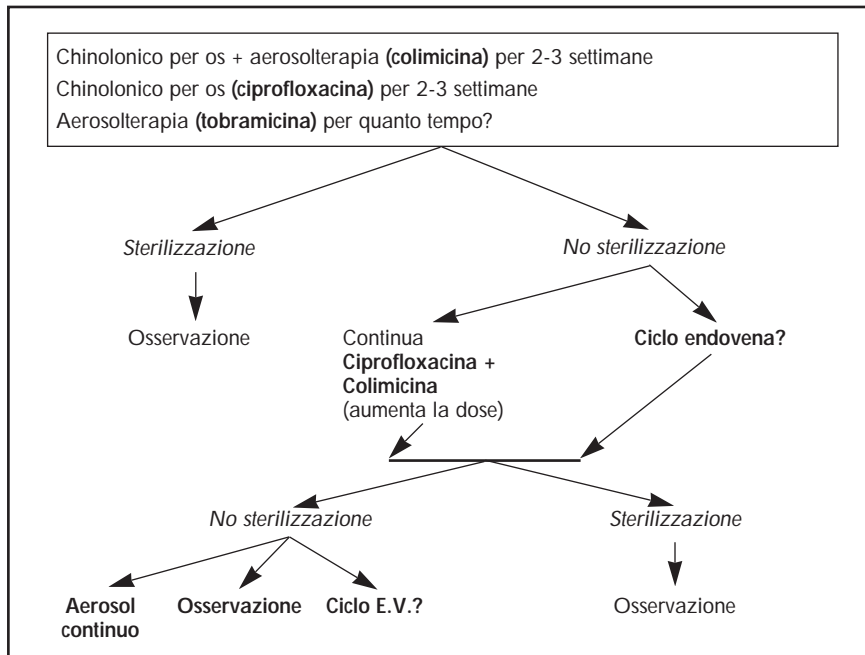 Chinolonico per os + aerosolterapia (colimicina) per 2-3 settimane
Chinolonico per os (ciprofloxacina) per 2-3 settimane
Aerosolterapia (tobramicina) per quanto tempo?
Sterilizzazione
No sterilizzazione
Osservazione
Continua
Ciprofloxacina +
Colimicina
(aumenta la dose)
Ciclo endovena?
No sterilizzazione
Sterilizzazione
Aerosol
continuo
Osservazione
Ciclo E.V.?
Osservazione